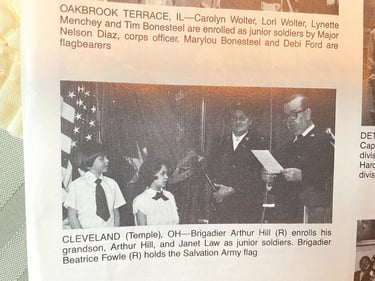 OAKBROOK TERRACE, IL—Carolyn Wolter, Lori Wolter, Lynette
Menchey and Tim Bonesteel are enrolled as junior soldiers by Major
Nelson Diaz, corps officer. Marylou Bonesteel and Debi Ford are
flagbearers
CLEVELAND (Temple), OH—Brigadier Arthur Hill (R) enrolls his
grandson, Arthur Hill, and Janet Law as junior soldiers. Brigadier
Beatrice Fowle (R) holds the Salvation Army flag
DET
Cap
divis
Hard
divis